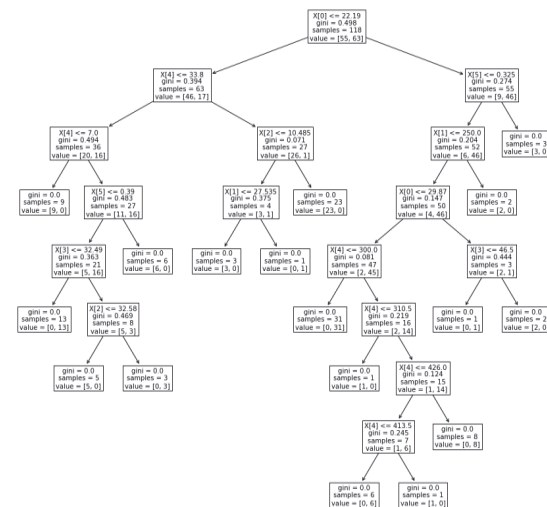 X[0] <= 22.19
gini = 0.498
samples = 118
value = [55, 63]
X[4] <= 33.8
gini = 0.394
samples = 63
value = [46, 17]
X[5] <= 0.325
gini = 0.274
samples = 55
value = [9, 46]
X[4] <= 7.0
gini = 0.494
samples = 36
value = [20, 16]
X[2] <= 10.485
gini = 0.071
samples = 27
value = [26, 1]
X[1] <= 250.0
gini = 0.204
samples = 52
value = [6, 46]
gini = 0.0
samples = 3
value = [3, 0
gini = 0.0
samples = 9
value = [9, 0]
X[5] <= 0.39
gini = 0.483
samples = 27
value = [11, 16]
X[1] <= 27.535
gini = 0.375
samples = 4
value = [3, 1]
gini = 0.0
samples = 23
value = [23, 0]
X[0] <= 29.87
gini = 0.147
samples = 50
value = [4, 46]
gini = 0.0
samples = 2
value = [2, 0]
X[3] <= 32.49
gini = 0.363
samples = 21
value = [5, 16]
gini = 0.0
samples = 6
value = [6, 0]
gini = 0.0
samples = 3
value = [3, 0]
gini = 0.0
samples = 1
value = [0, 1]
X[4] <= 300.0
gini = 0.081
samples = 47
value = [2, 45]
X[3] <= 46.5
gini = 0.444
samples = 3
value = [2, 1]
gini = 0.0
samples = 13
value = [0, 13]
X[2] <= 32.58
gini = 0.469
samples = 8
value = [5, 3]
gini = 0.0
samples = 31
value = [0, 31]
X[4] <= 310.5
gini = 0.219
samples = 16
value = [2, 14]
gini = 0.0
samples = 1
value = [0, 1]
gini = 0.0
samples = 2
value = [2, 0
gini = 0.0
samples = 5
value = [5, 0]
gini = 0.0
samples = 3
value = [0, 3]
gini = 0.0
samples = 1
value = [1, 0]
X[4] <= 426.0
gini = 0.124
samples = 15
value = [1, 14]
X[4] <= 413.5
gini = 0.245
samples = 7
value = [1, 6]
gini = 0.0
samples = 8
value = [0, 8]
gini = 0.0
samples = 6
value = [0, 6]
gini = 0.0
samples = 1
value = [1, 0]